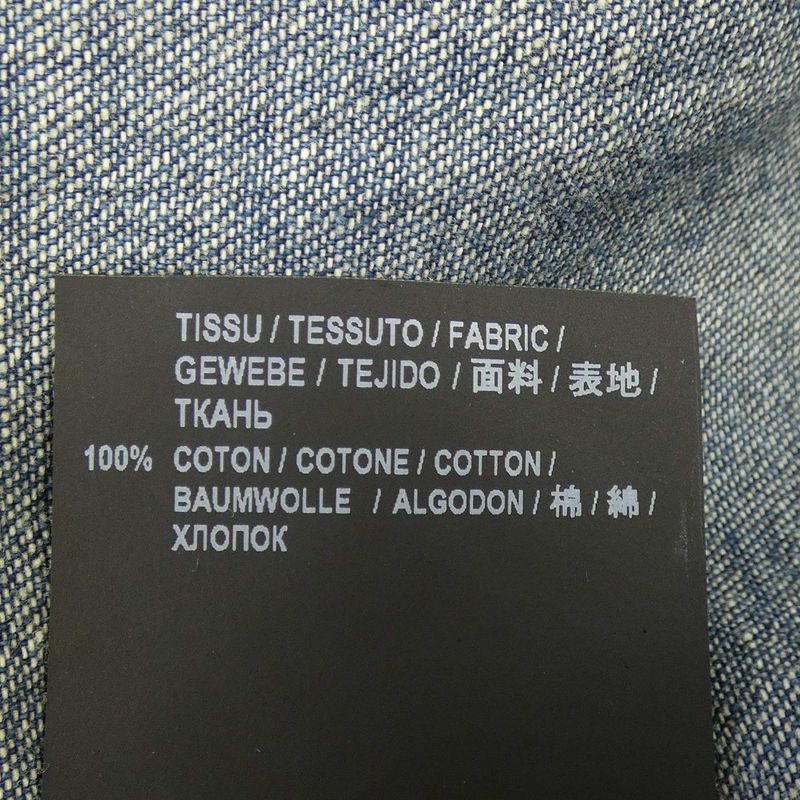 TISSU / TESSUTO / FABRIC /
GEWEBE / TEJIDO / 面料 / 表地 /
ТКАНЬ
100% COTON / COTONE / COTTON /
BAUMWOLLE / ALGODON / 棉 / 綿 /
ХЛОПОК